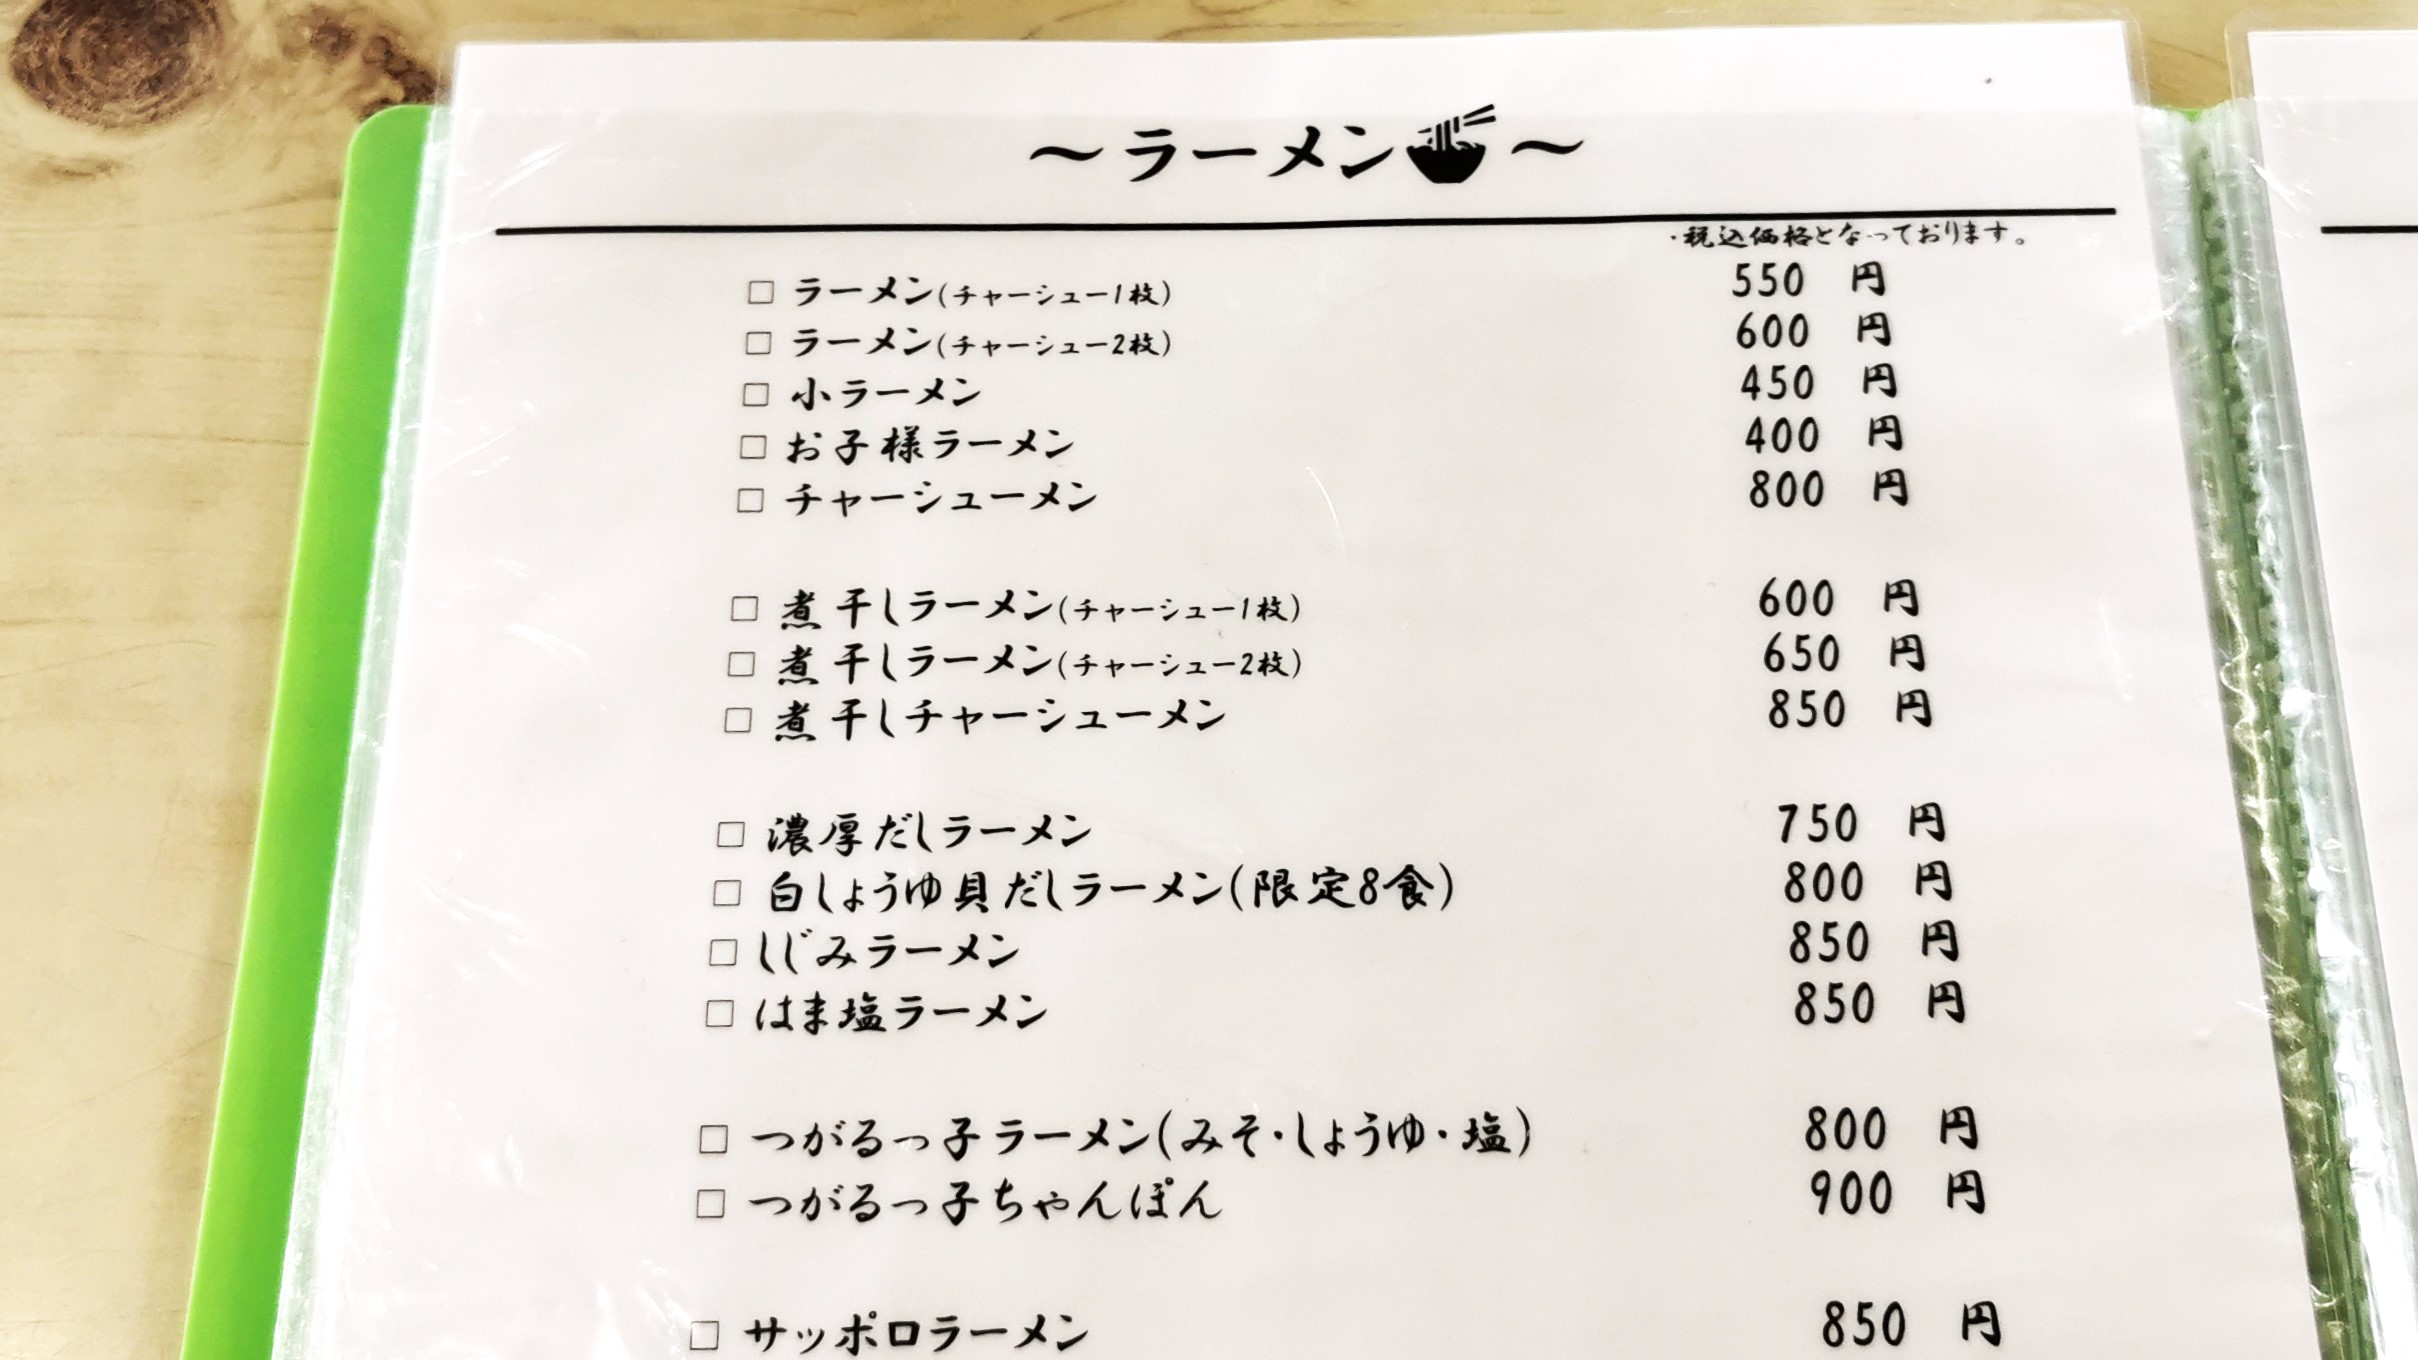 ～ラーメン～
・税込価格となっております。
□ ラーメン(チャーシュー1枚) 550 円
□ ラーメン(チャーシュー2枚) 600 円
□ 小ラーメン 450 円
□ お子様ラーメン 400 円
□ チャーシューメン 800 円
□ 煮干しラーメン(チャーシュー1枚) 600 円
□ 煮干しラーメン(チャーシュー2枚) 650 円
□ 煮干しチャーシューメン 850 円
□ 濃厚だしラーメン 750 円
□ 白しょうゆ貝だしラーメン(限定8食) 800 円
□ しじみラーメン 850 円
□ はま塩ラーメン 850 円
□ つがるっ子ラーメン(みそ・しょうゆ・塩) 800 円
□ つがるっ子ちゃんぽん 900 円
□ サッポロラーメン 850 円